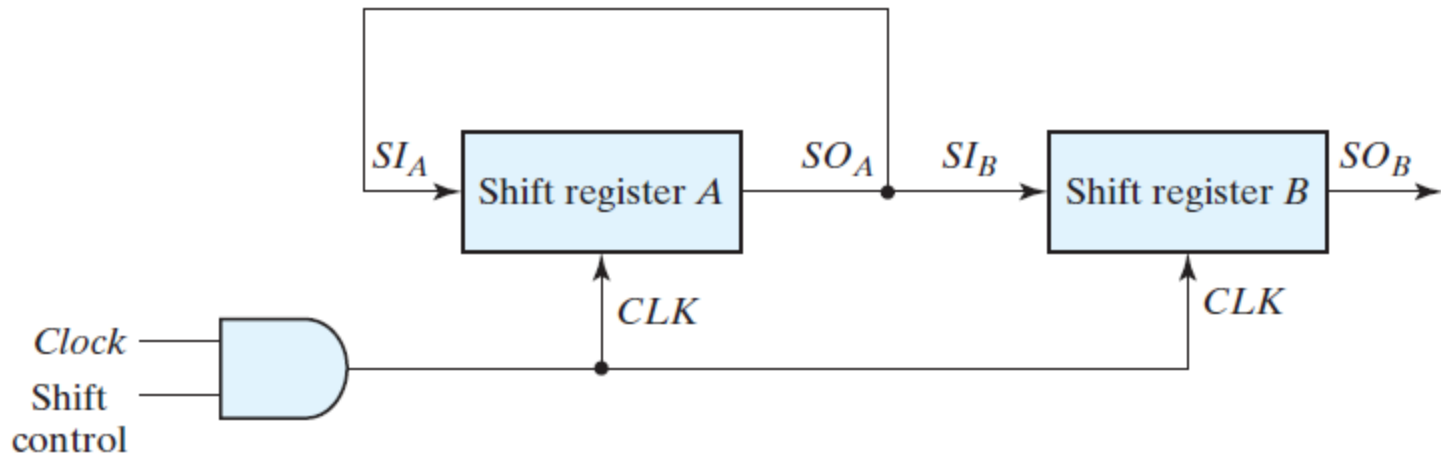 SI_A
Shift register A
SO_A
SI_B
Shift register B
SO_B
CLK
CLK
Clock
Shift
control